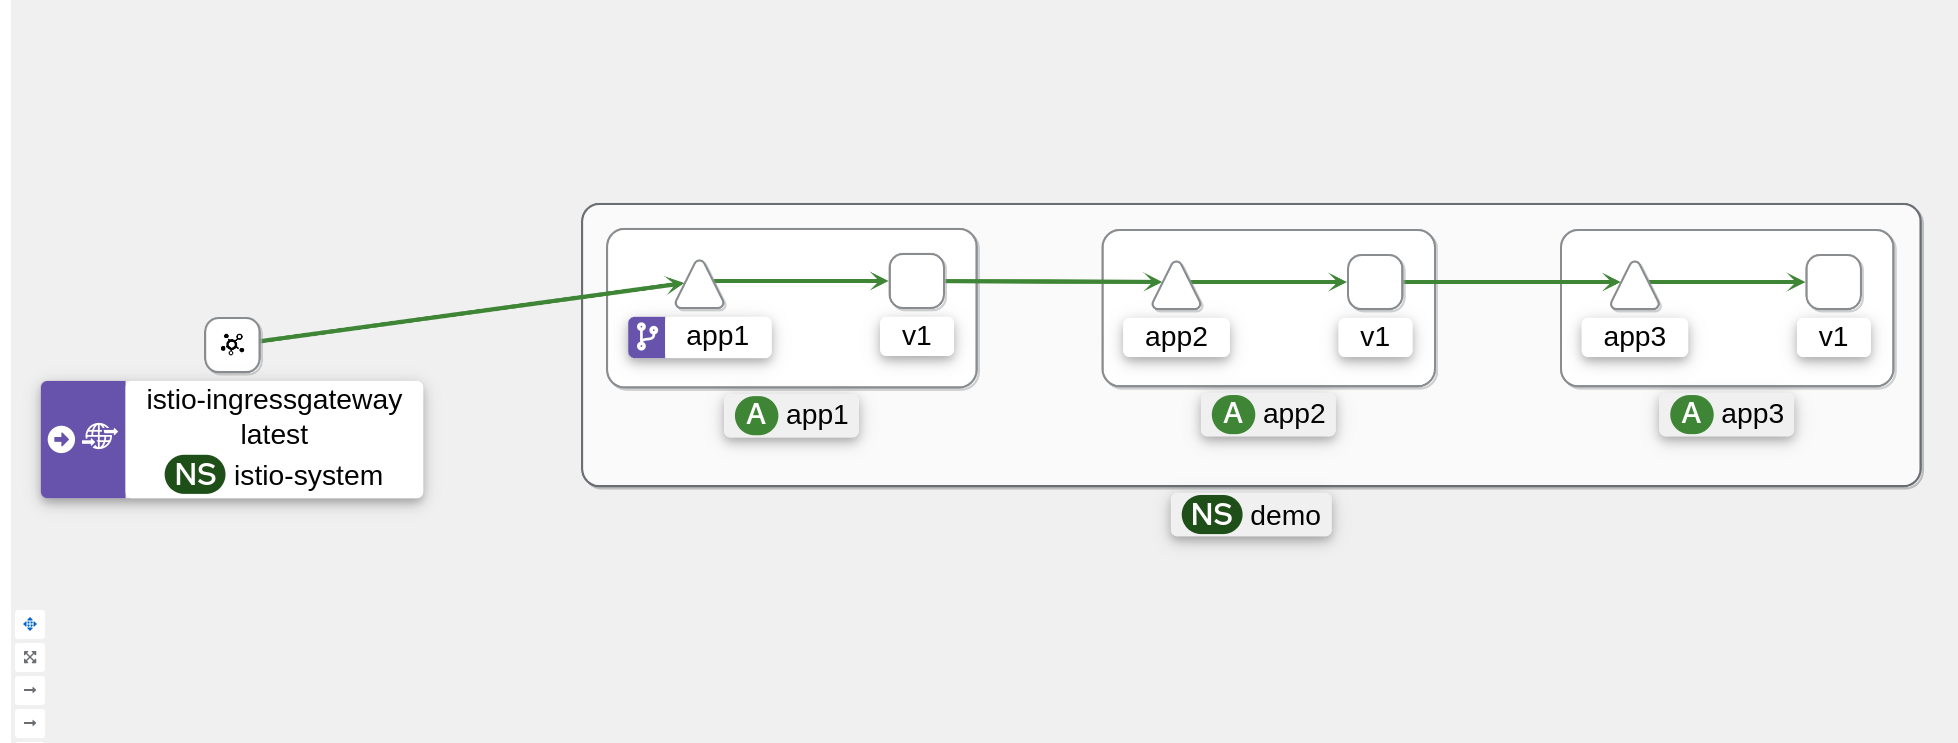 app1
v1
A app1
app2
v1
A app2
app3
v1
A app3
istio-ingressgateway
latest
NS istio-system
NS demo